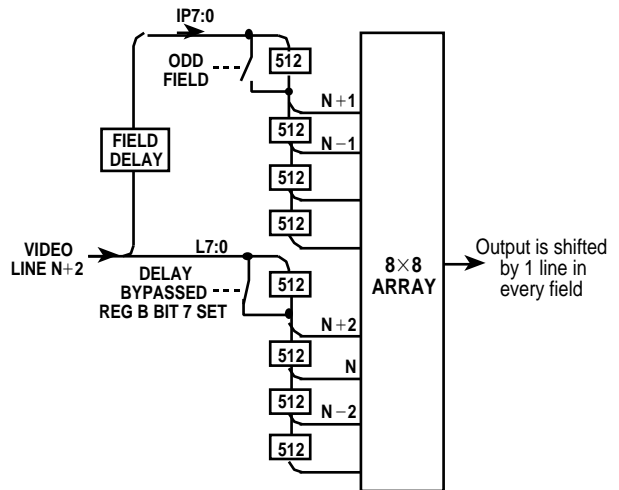 IP7:0
ODD
FIELD
512
N+1
512
N−1
FIELD
DELAY
512
512
VIDEO
LINE N+2
L7:0
8×8
ARRAY
Output is shifted
by 1 line in
every field
DELAY
BYPASSED
REG B BIT 7 SET
512
N+2
512
N
512
N−2
512